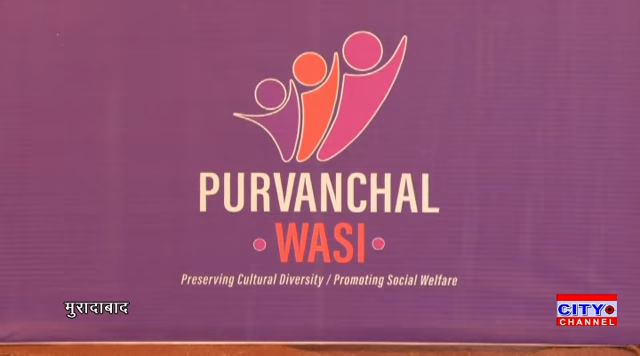 PURVANCHAL
• WASI •
Preserving Cultural Diversity / Promoting Social Welfare
मुरादाबाद
CITY
CHANNEL